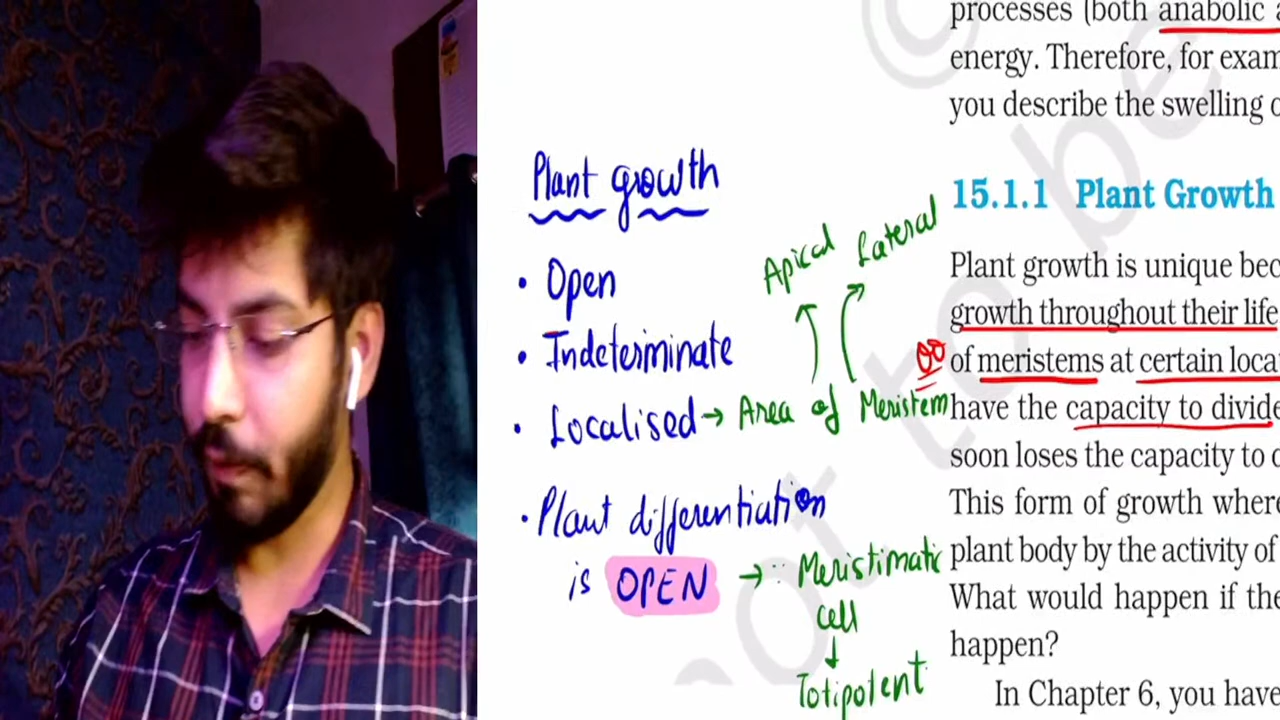 processes (both anabolic a
energy. Therefore, for exam
you describe the swelling o
Plant growth
• Open
• Indeterminate
• Localised → Area of Meristem
Apical Lateral
• Plant differentiation
is OPEN → ∵ Meristimatic
cell
↓
Totipotent
15.1.1 Plant Growth
Plant growth is unique bec
growth throughout their life
of meristems at certain loca
have the capacity to divide
soon loses the capacity to c
This form of growth where
plant body by the activity of
What would happen if the
happen?
In Chapter 6, you have
©
not to be